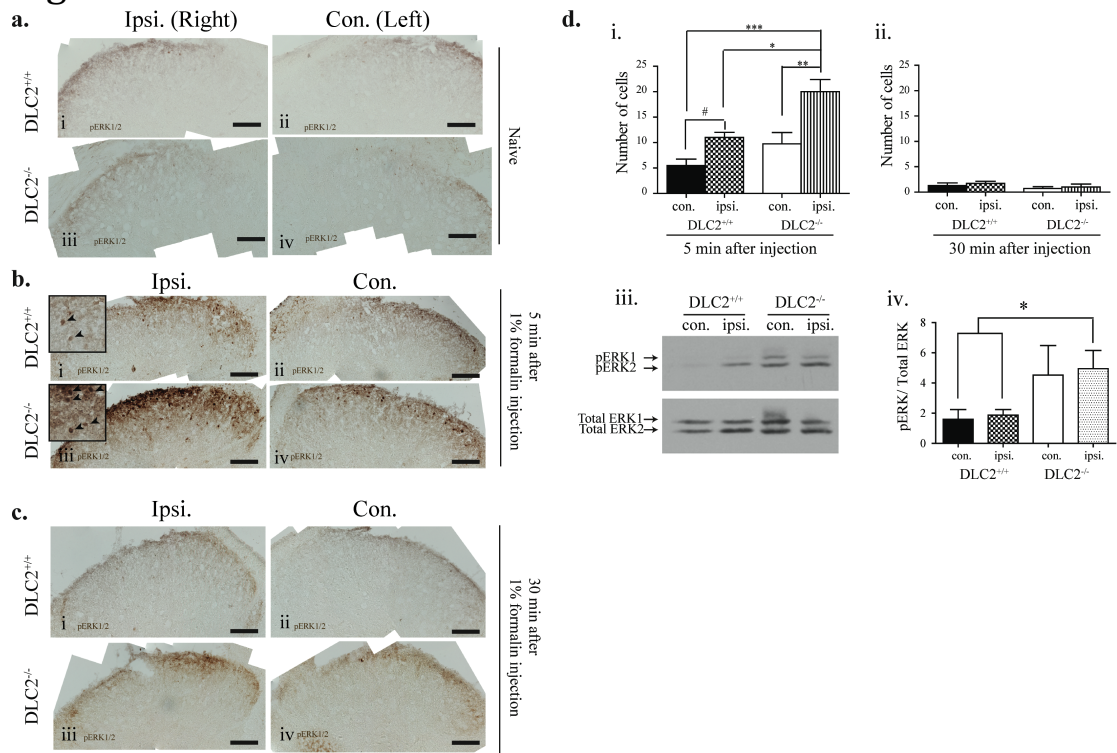 a.
Ipsi. (Right)
Con. (Left)
DLC2+/+
i
pERK1/2
ii
pERK1/2
DLC2-/-
iii
pERK1/2
iv
pERK1/2
Naive
b.
Ipsi.
Con.
DLC2+/+
i
pERK1/2
ii
pERK1/2
DLC2-/-
iii
pERK1/2
iv
pERK1/2
5 min after
1% formalin injection
c.
Ipsi.
Con.
DLC2+/+
i
pERK1/2
ii
pERK1/2
DLC2-/-
iii
pERK1/2
iv
pERK1/2
30 min after
1% formalin injection
d.
i.
Number of cells
25
20
15
10
5
0
#
***
*
**
con.
ipsi.
con.
ipsi.
DLC2+/+
DLC2-/-
5 min after injection
ii.
Number of cells
25
20
15
10
5
0
con.
ipsi.
con.
ipsi.
DLC2+/+
DLC2-/-
30 min after injection
iii.
DLC2+/+
DLC2-/-
con.
ipsi.
con.
ipsi.
pERK1
pERK2
Total ERK1
Total ERK2
iv.
pERK/ Total ERK
8
6
4
2
0
*
con.
ipsi.
con.
ipsi.
DLC2+/+
DLC2-/-